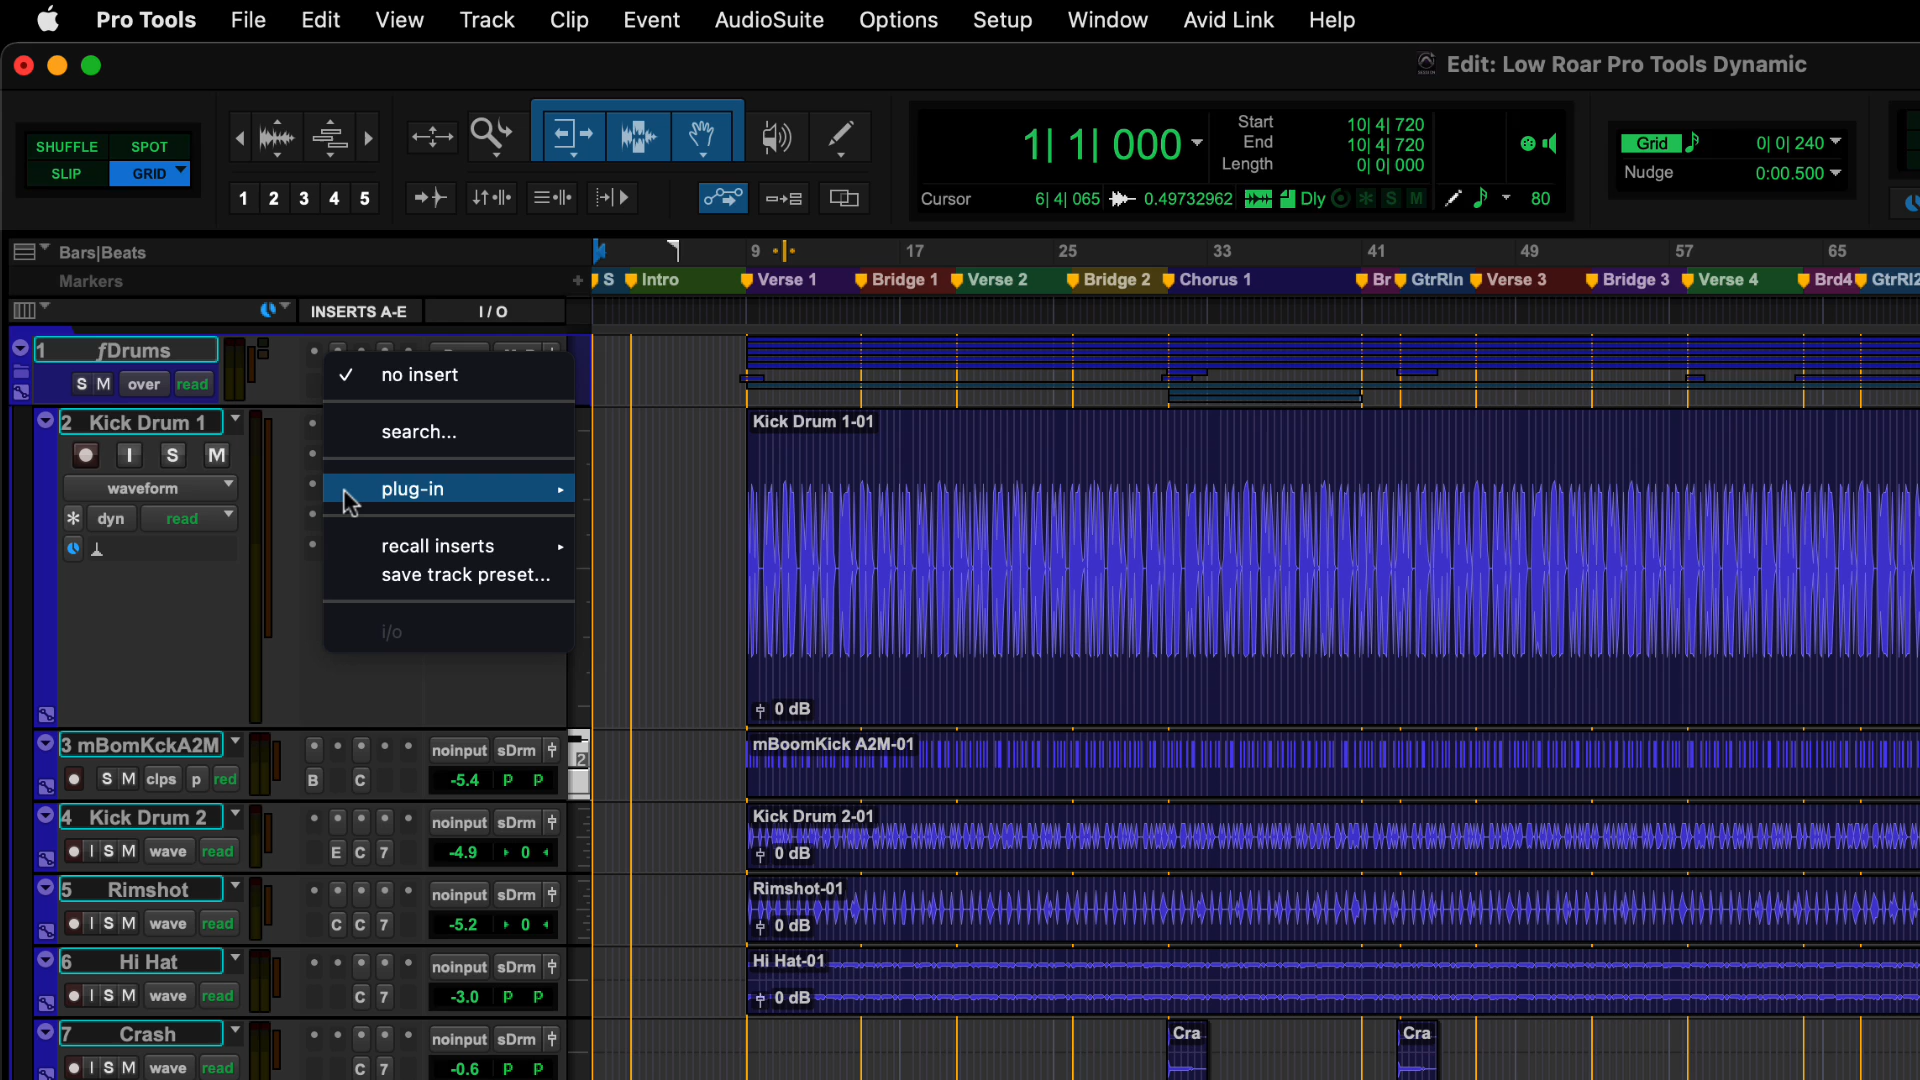 Pro Tools File Edit View Track Clip Event AudioSuite Options Setup Window Avid Link Help
Edit: Low Roar Pro Tools Dynamic
SHUFFLE SPOT
SLIP GRID
1 2 3 4 5
1| 1| 000
Start 10| 4| 720
End 10| 4| 720
Length 0| 0| 000
Cursor 6| 4| 065 0.49732962 Dly S M 80
Grid 0| 0| 240
Nudge 0:00.500
Bars|Beats 9 17 25 33 41 49 57 65
Markers + S Intro Verse 1 Bridge 1 Verse 2 Bridge 2 Chorus 1 Br GtrRIn Verse 3 Bridge 3 Verse 4 Brd4 GtrRI2
INSERTS A-E I / O
1 ƒDrums
S M over read
no insert
search...
plug-in
recall inserts
save track preset...
i/o
2 Kick Drum 1
I S M
waveform
dyn read
Kick Drum 1-01
0 dB
3 mBomKckA2M noinput sDrm
S M clps p red B C -5.4 p p
2
mBoomKick A2M-01
4 Kick Drum 2 noinput sDrm
I S M wave read E C 7 -4.9 0
Kick Drum 2-01
0 dB
5 Rimshot noinput sDrm
I S M wave read C C 7 -5.2 0
Rimshot-01
0 dB
6 Hi Hat noinput sDrm
I S M wave read C 7 -3.0 p p
Hi Hat-01
0 dB
7 Crash noinput sDrm
I S M wave read C 7 -0.6 p p
Cra Cra